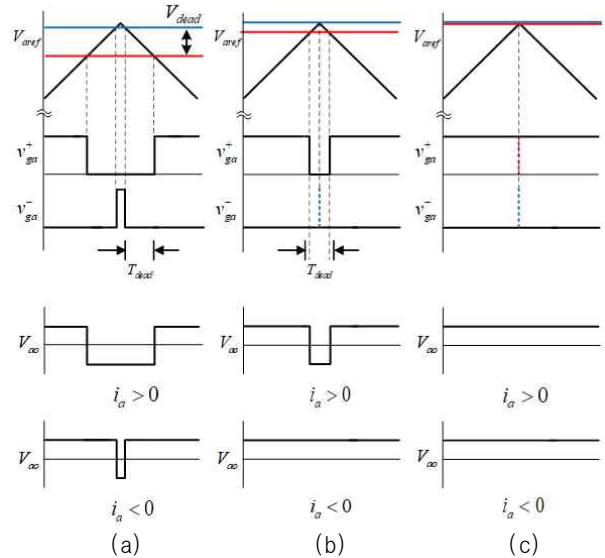 V_dead
V_aref
V_aref
V_aref
v_ga^+
v_ga^+
v_ga^+
v_ga^-
v_ga^-
v_ga^-
T_dead
T_dead
V_ao
V_ao
V_ao
i_a > 0
i_a > 0
i_a > 0
V_ao
V_ao
V_ao
i_a < 0
i_a < 0
i_a < 0
(a)
(b)
(c)